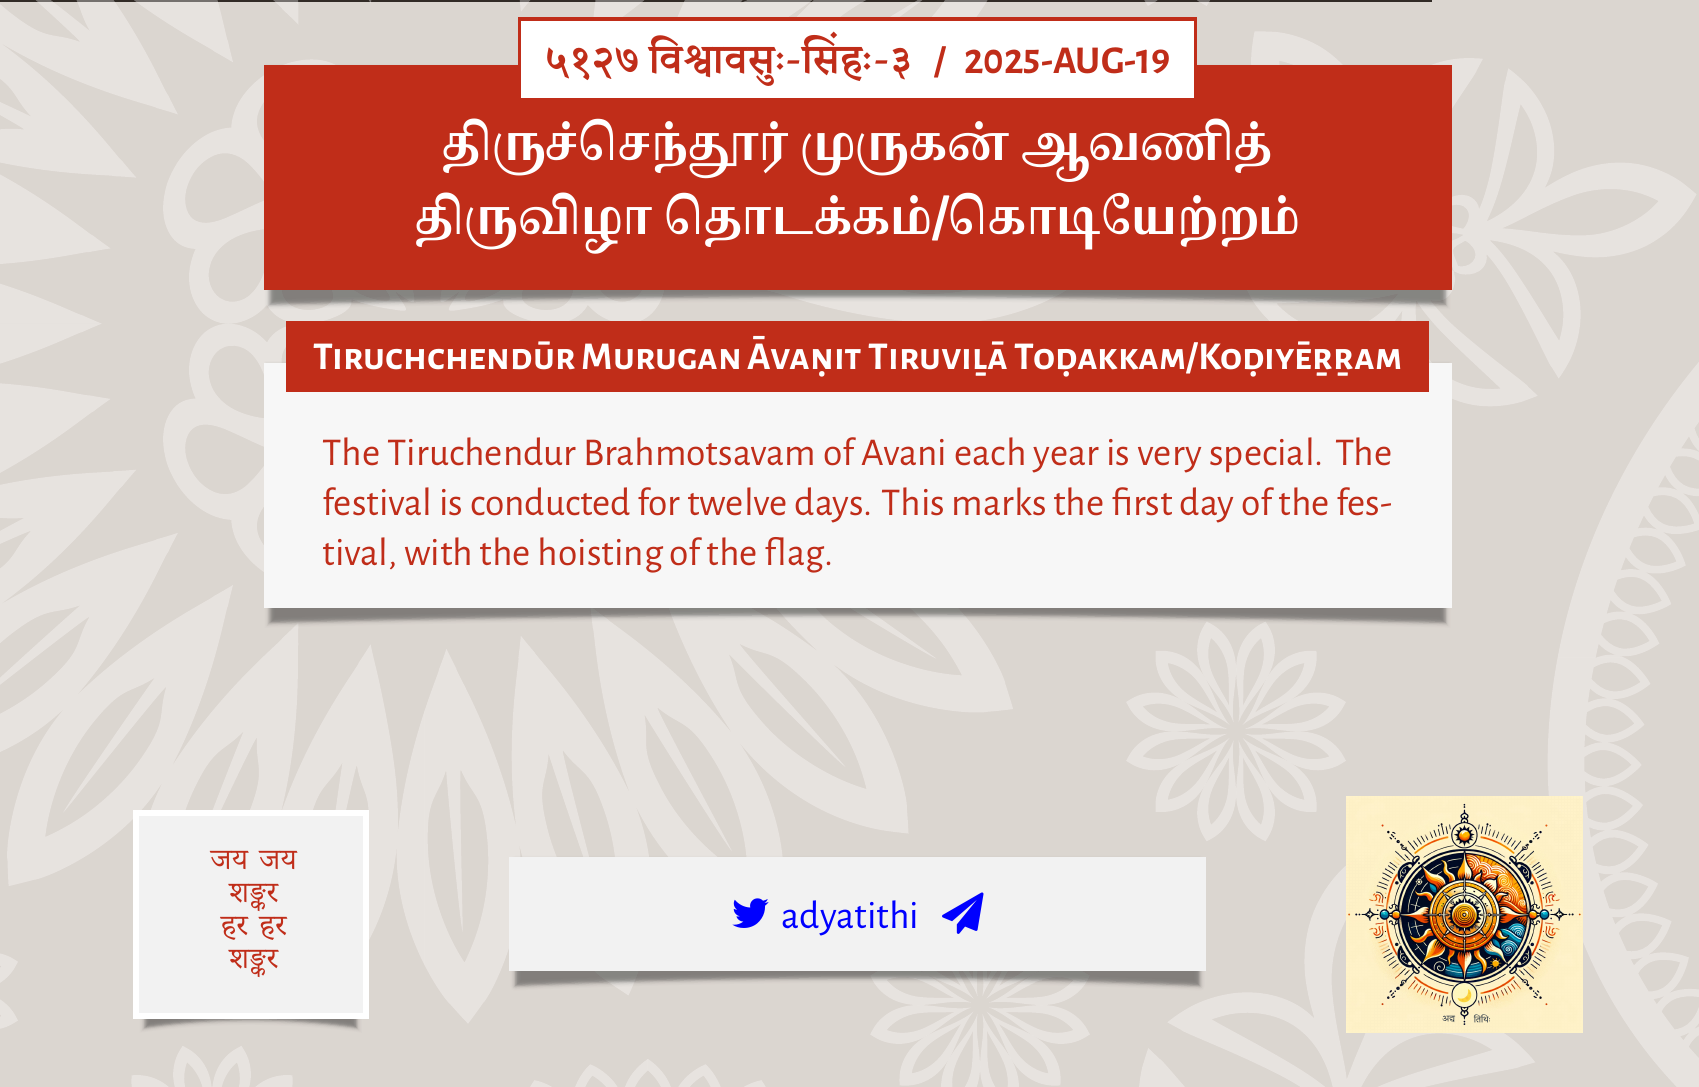 ५१२७ विश्वावसुः-सिंहः-३ / 2025-AUG-19
திருச்செந்தூர் முருகன் ஆவணித்
திருவிழா தொடக்கம்/கொடியேற்றம்
Tiruchchendūr Murugan Āvaṇit Tiruviḻā Toḍakkam/Koḍiyēṟṟam
The Tiruchendur Brahmotsavam of Avani each year is very special. The
festival is conducted for twelve days. This marks the first day of the fes-
tival, with the hoisting of the flag.
जय जय
शङ्कर
हर हर
शङ्कर
adyatithi
अद्य तिथिः